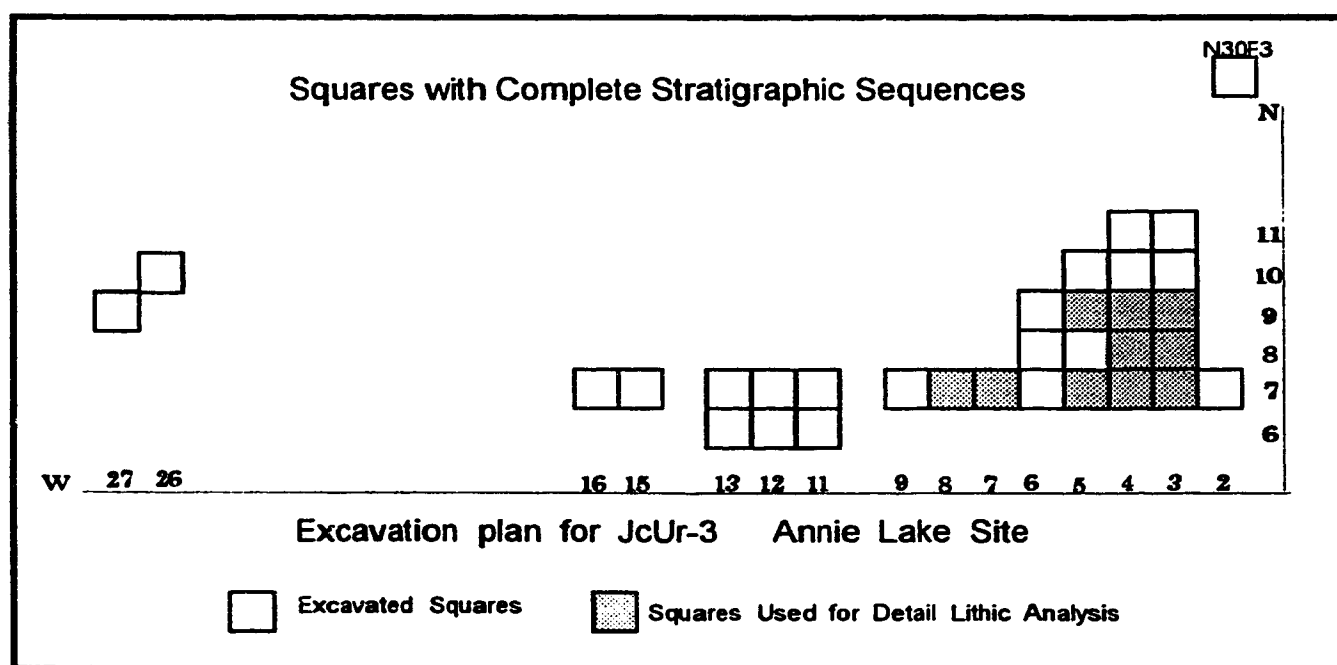 N30E3
Squares with Complete Stratigraphic Sequences
N
11
10
9
8
7
6
W 27 26 16 15 13 12 11 9 8 7 6 5 4 3 2
Excavation plan for JcUr-3 Annie Lake Site
Excavated Squares
Squares Used for Detail Lithic Analysis